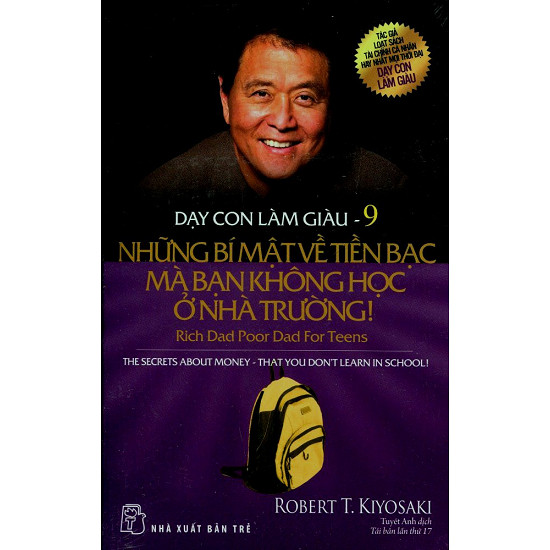 TÁC GIẢ
LOẠT SÁCH
TÀI CHÍNH CÁ NHÂN
HAY NHẤT MỌI THỜI ĐẠI
DẠY CON
LÀM GIÀU
DẠY CON LÀM GIÀU - 9
NHỮNG BÍ MẬT VỀ TIỀN BẠC
MÀ BẠN KHÔNG HỌC
Ở NHÀ TRƯỜNG!
Rich Dad Poor Dad For Teens
THE SECRETS ABOUT MONEY - THAT YOU DON'T LEARN IN SCHOOL!
ROBERT T. KIYOSAKI
Tuyết Anh dịch
Tái bản lần thứ 17
NHÀ XUẤT BẢN TRẺ